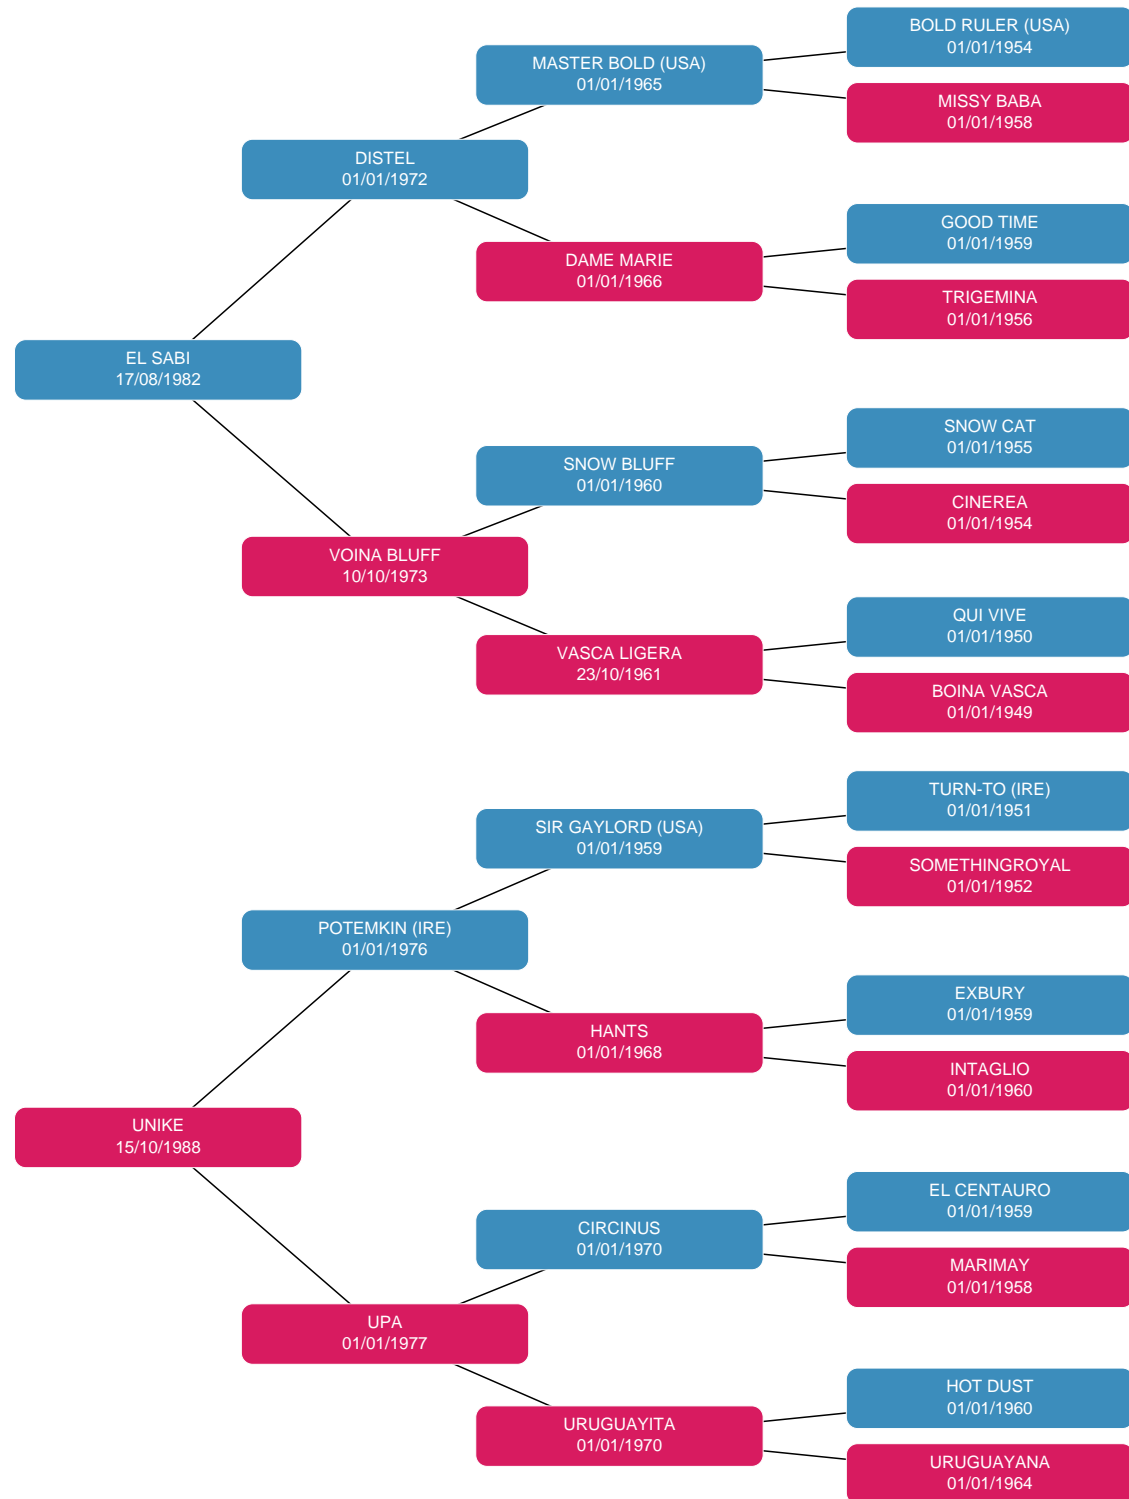 BOLD RULER (USA)
01/01/1954
MASTER BOLD (USA)
01/01/1965
MISSY BABA
01/01/1958
DISTEL
01/01/1972
GOOD TIME
01/01/1959
DAME MARIE
01/01/1966
TRIGEMINA
01/01/1956
EL SABI
17/08/1982
SNOW CAT
01/01/1955
SNOW BLUFF
01/01/1960
CINEREA
01/01/1954
VOINA BLUFF
10/10/1973
QUI VIVE
01/01/1950
VASCA LIGERA
23/10/1961
BOINA VASCA
01/01/1949
TURN-TO (IRE)
01/01/1951
SIR GAYLORD (USA)
01/01/1959
SOMETHINGROYAL
01/01/1952
POTEMKIN (IRE)
01/01/1976
EXBURY
01/01/1959
HANTS
01/01/1968
INTAGLIO
01/01/1960
UNIKE
15/10/1988
EL CENTAURO
01/01/1959
CIRCINUS
01/01/1970
MARIMAY
01/01/1958
UPA
01/01/1977
HOT DUST
01/01/1960
URUGUAYITA
01/01/1970
URUGUAYANA
01/01/1964